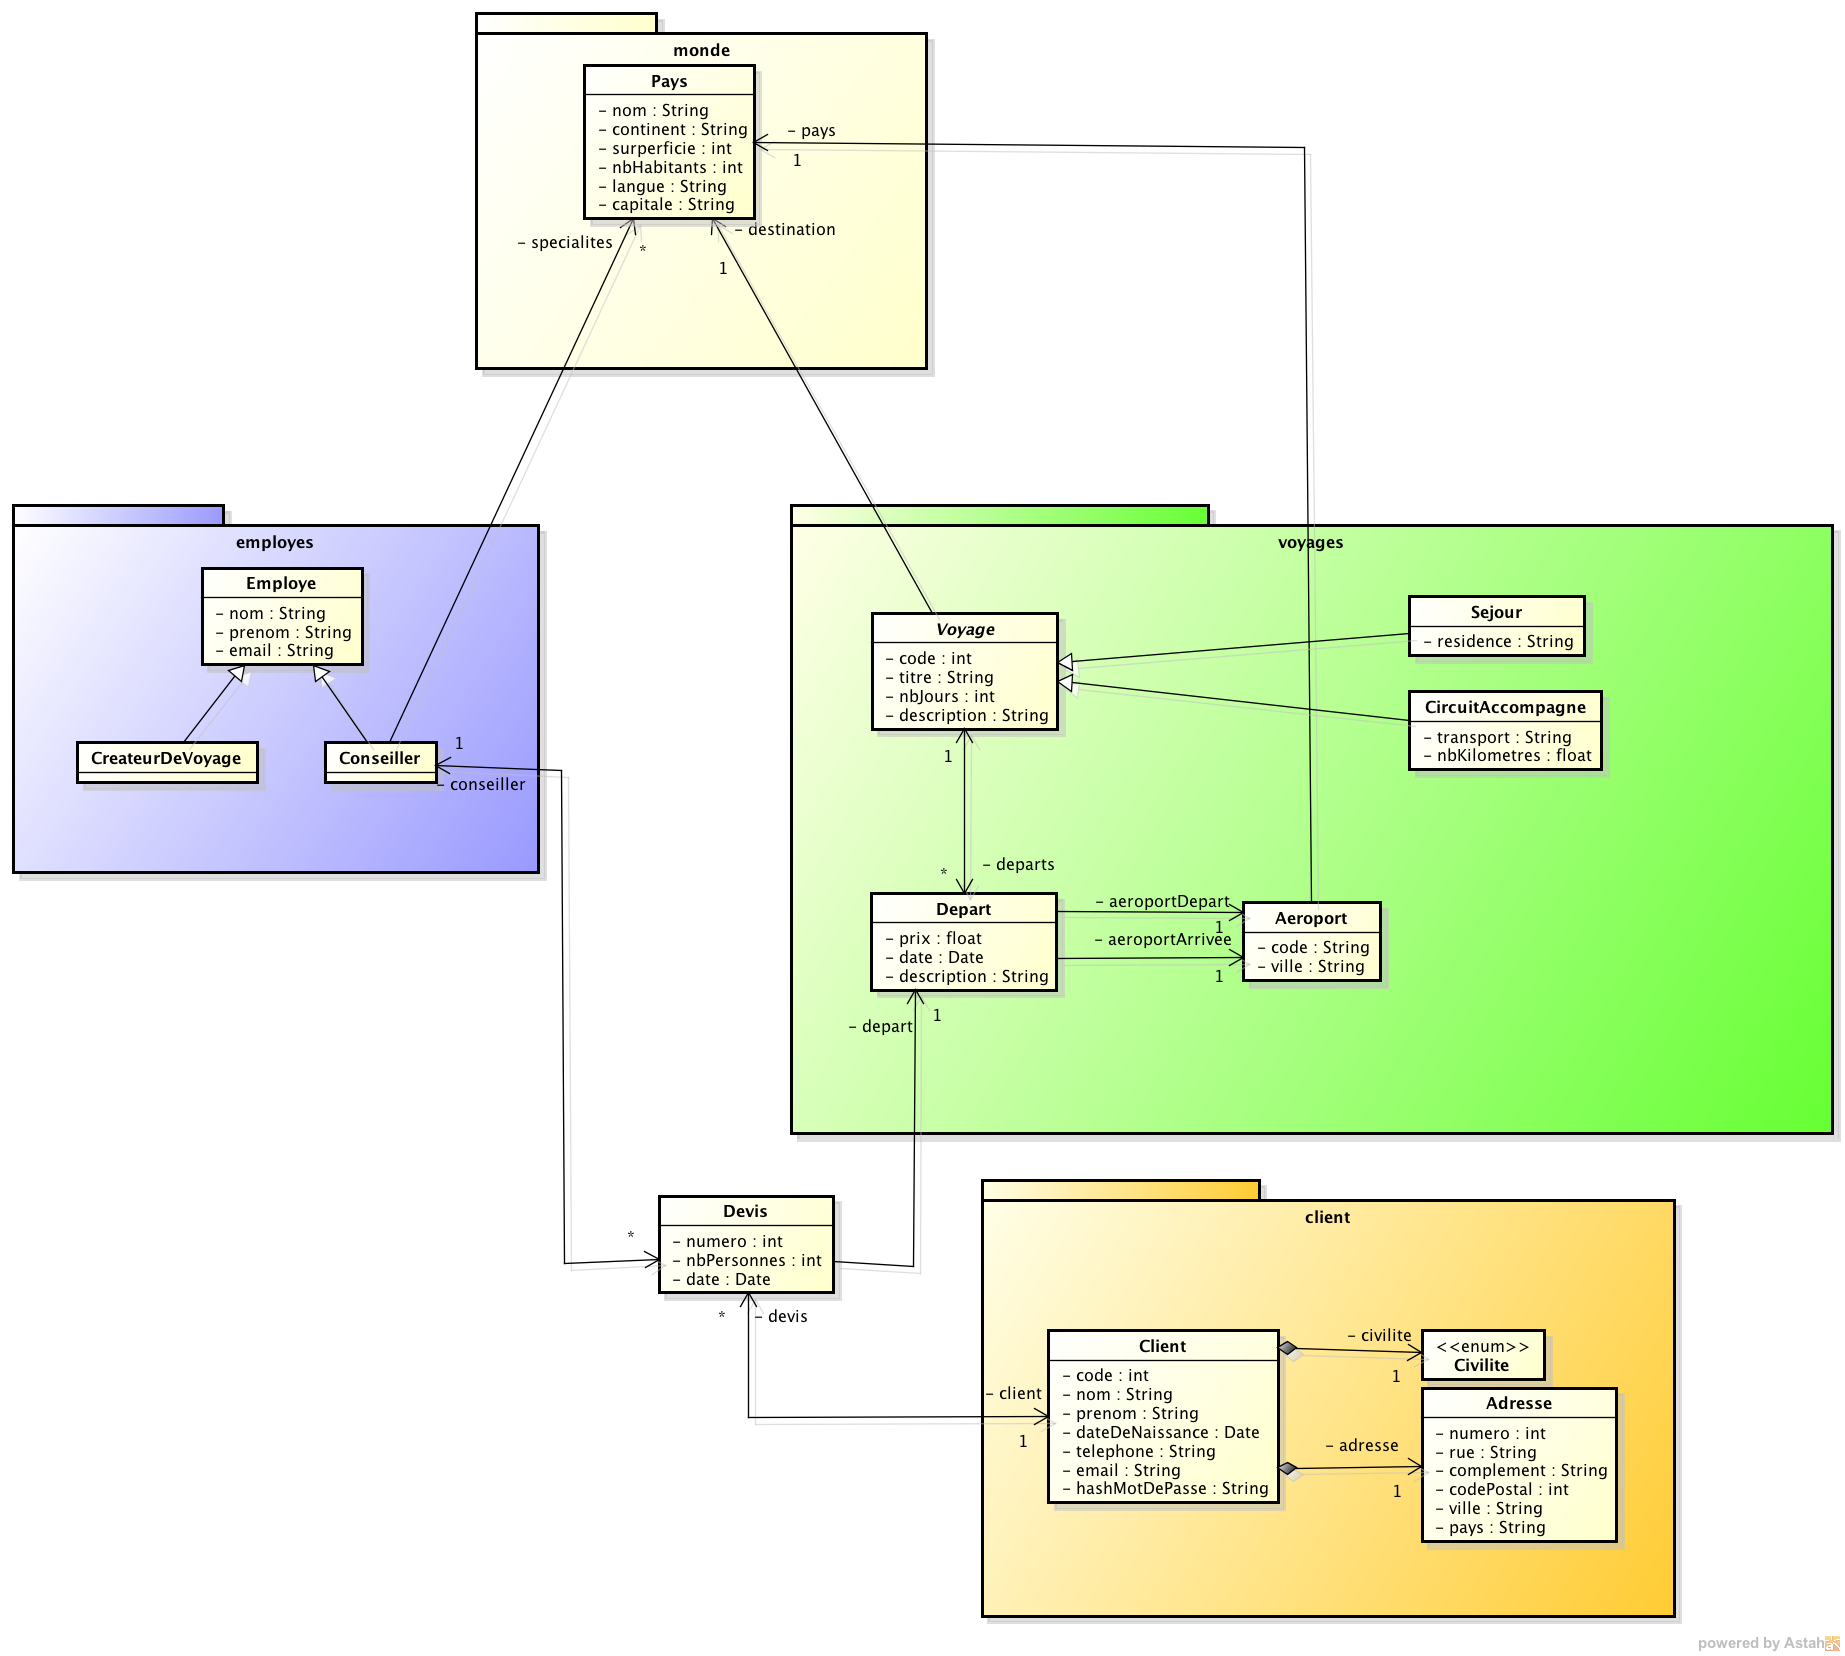 monde
Pays
- nom : String
- continent : String
- surperficie : int
- nbHabitants : int
- langue : String
- capitale : String
- pays
1
- specialites
*
- destination
1
employes
Employe
- nom : String
- prenom : String
- email : String
CreateurDeVoyage
Conseiller
1
- conseiller
voyages
Voyage
- code : int
- titre : String
- nbJours : int
- description : String
Sejour
- residence : String
CircuitAccompagne
- transport : String
- nbKilometres : float
1
*
- departs
Depart
- prix : float
- date : Date
- description : String
- aeroportDepart
1
- aeroportArrivee
1
Aeroport
- code : String
- ville : String
- depart
1
Devis
- numero : int
- nbPersonnes : int
- date : Date
*
*
- devis
client
- client
1
Client
- code : int
- nom : String
- prenom : String
- dateDeNaissance : Date
- telephone : String
- email : String
- hashMotDePasse : String
- civilite
1
<<enum>>
Civilite
- adresse
1
Adresse
- numero : int
- rue : String
- complement : String
- codePostal : int
- ville : String
- pays : String
powered by Astah